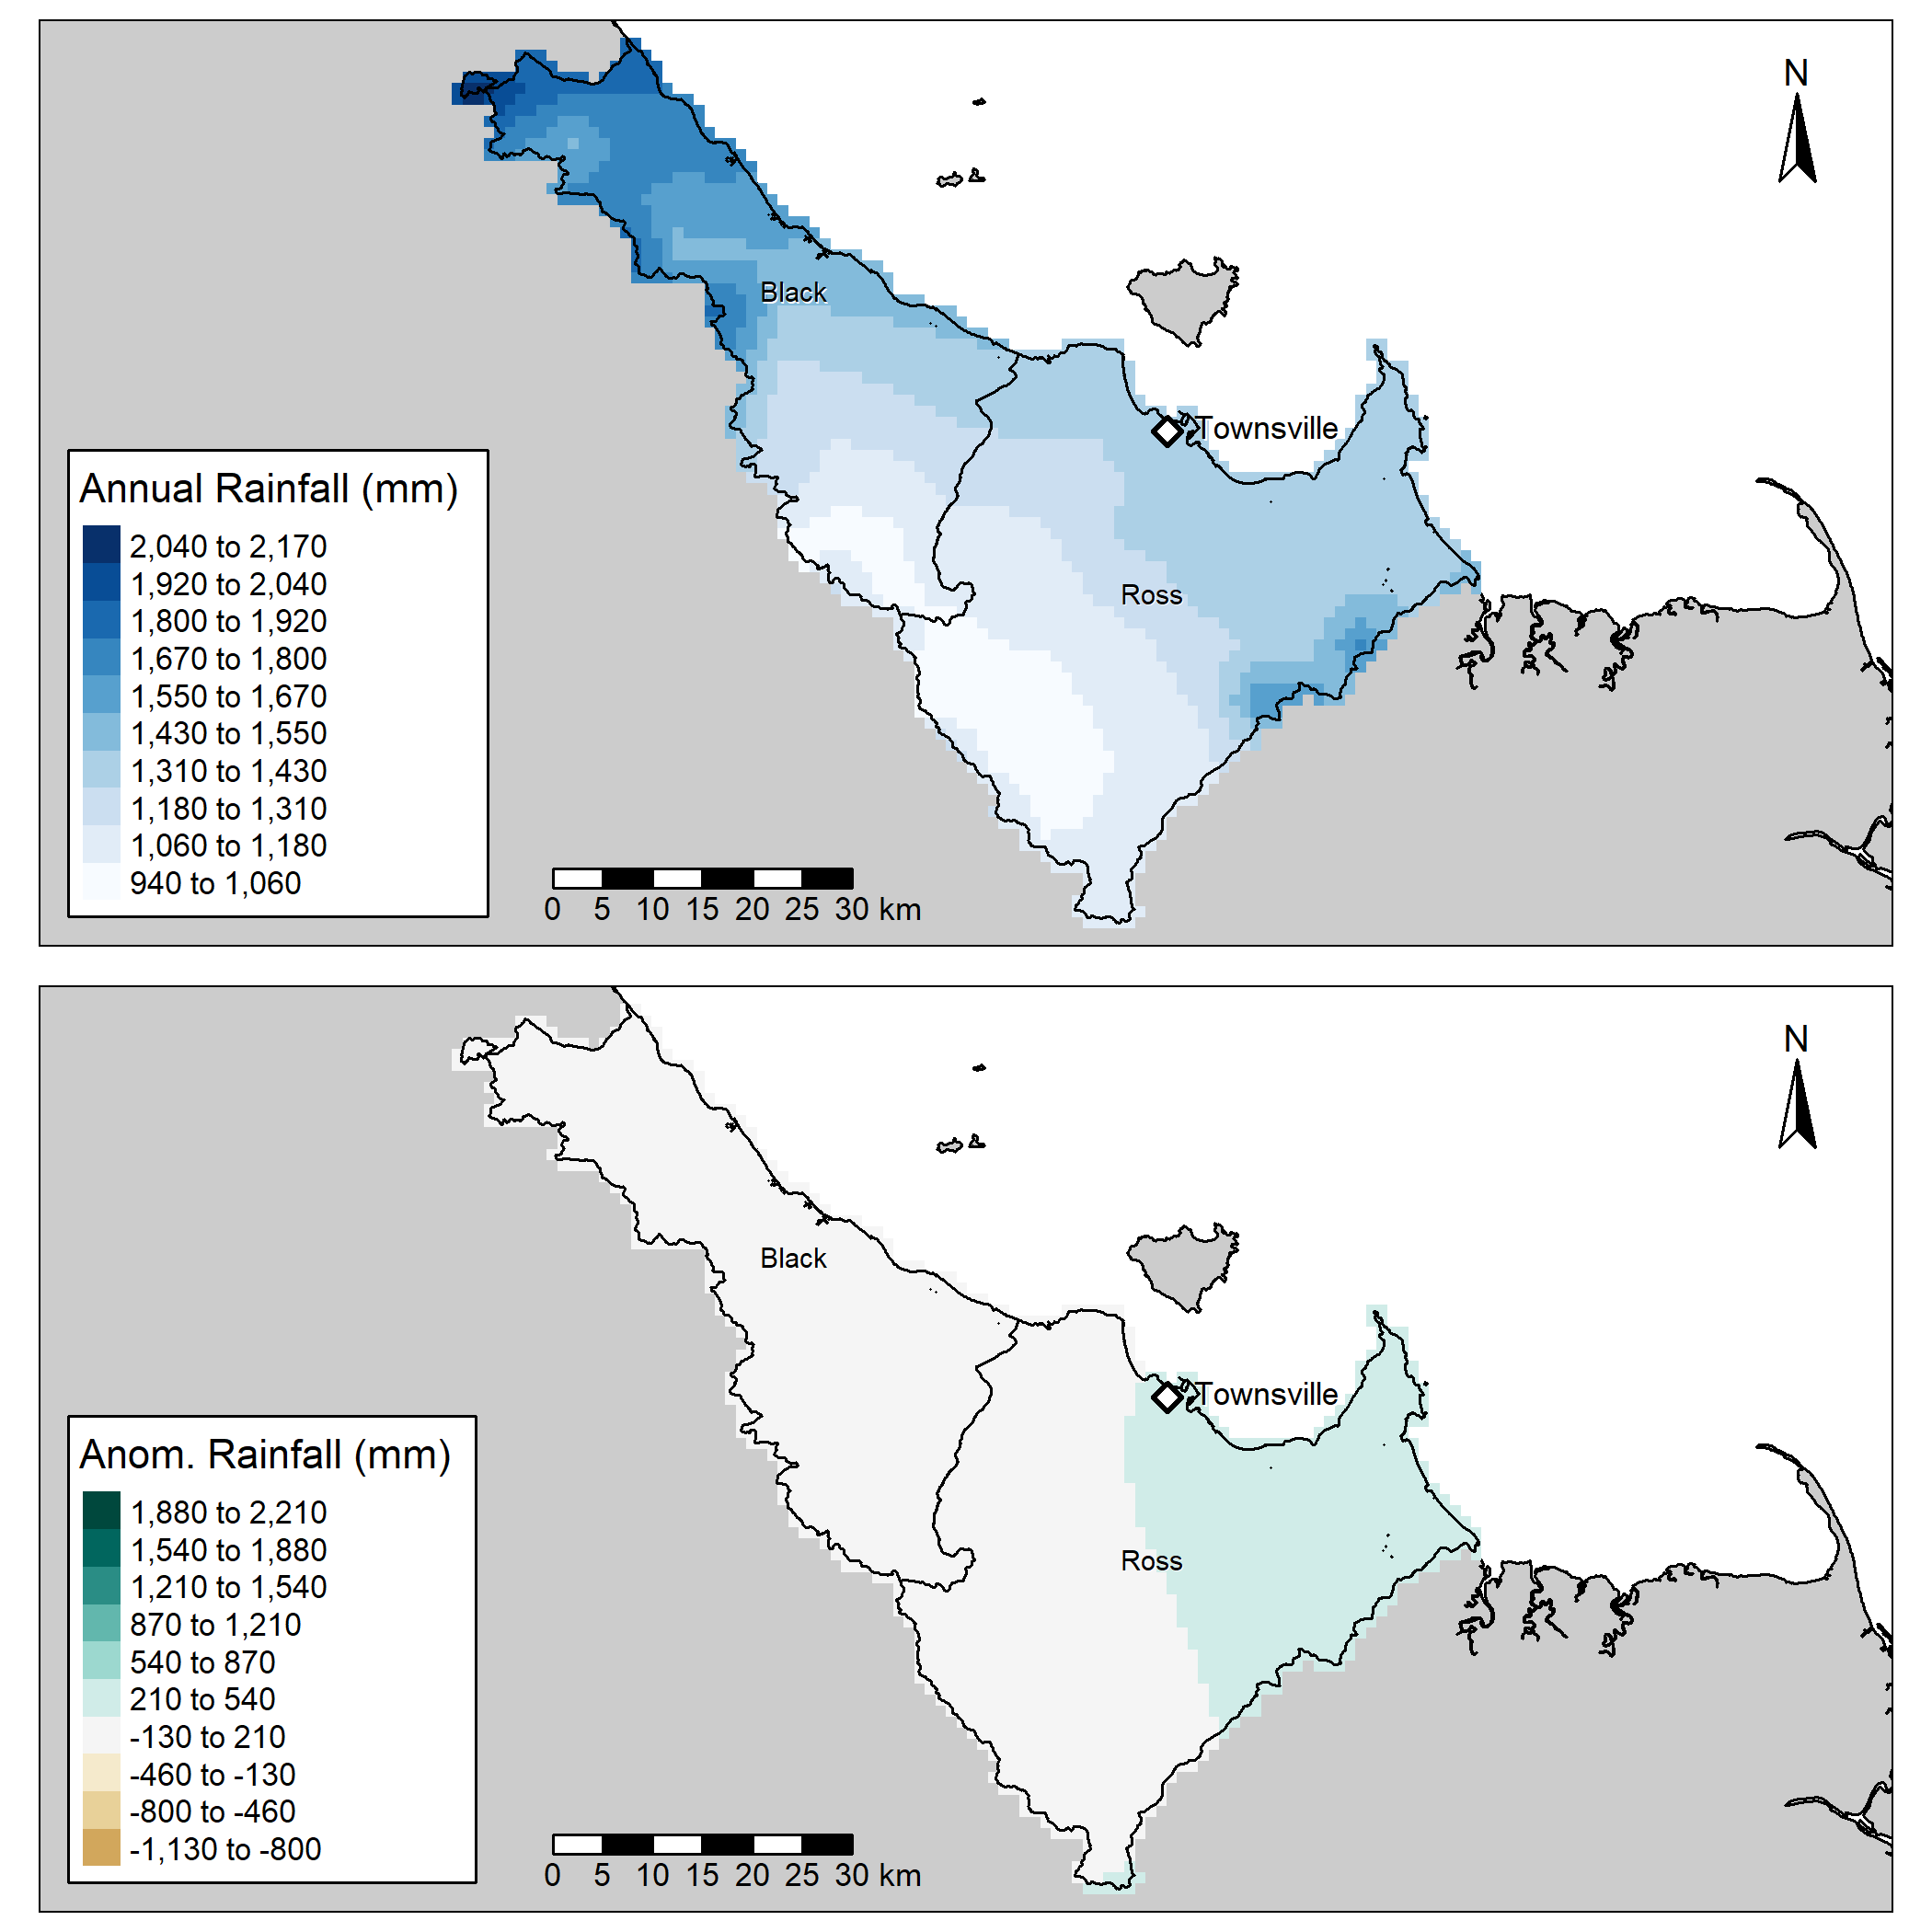 N
Black
Townsville
Ross
Annual Rainfall (mm)
2,040 to 2,170
1,920 to 2,040
1,800 to 1,920
1,670 to 1,800
1,550 to 1,670
1,430 to 1,550
1,310 to 1,430
1,180 to 1,310
1,060 to 1,180
940 to 1,060
0 5 10 15 20 25 30 km
N
Black
Townsville
Ross
Anom. Rainfall (mm)
1,880 to 2,210
1,540 to 1,880
1,210 to 1,540
870 to 1,210
540 to 870
210 to 540
-130 to 210
-460 to -130
-800 to -460
-1,130 to -800
0 5 10 15 20 25 30 km